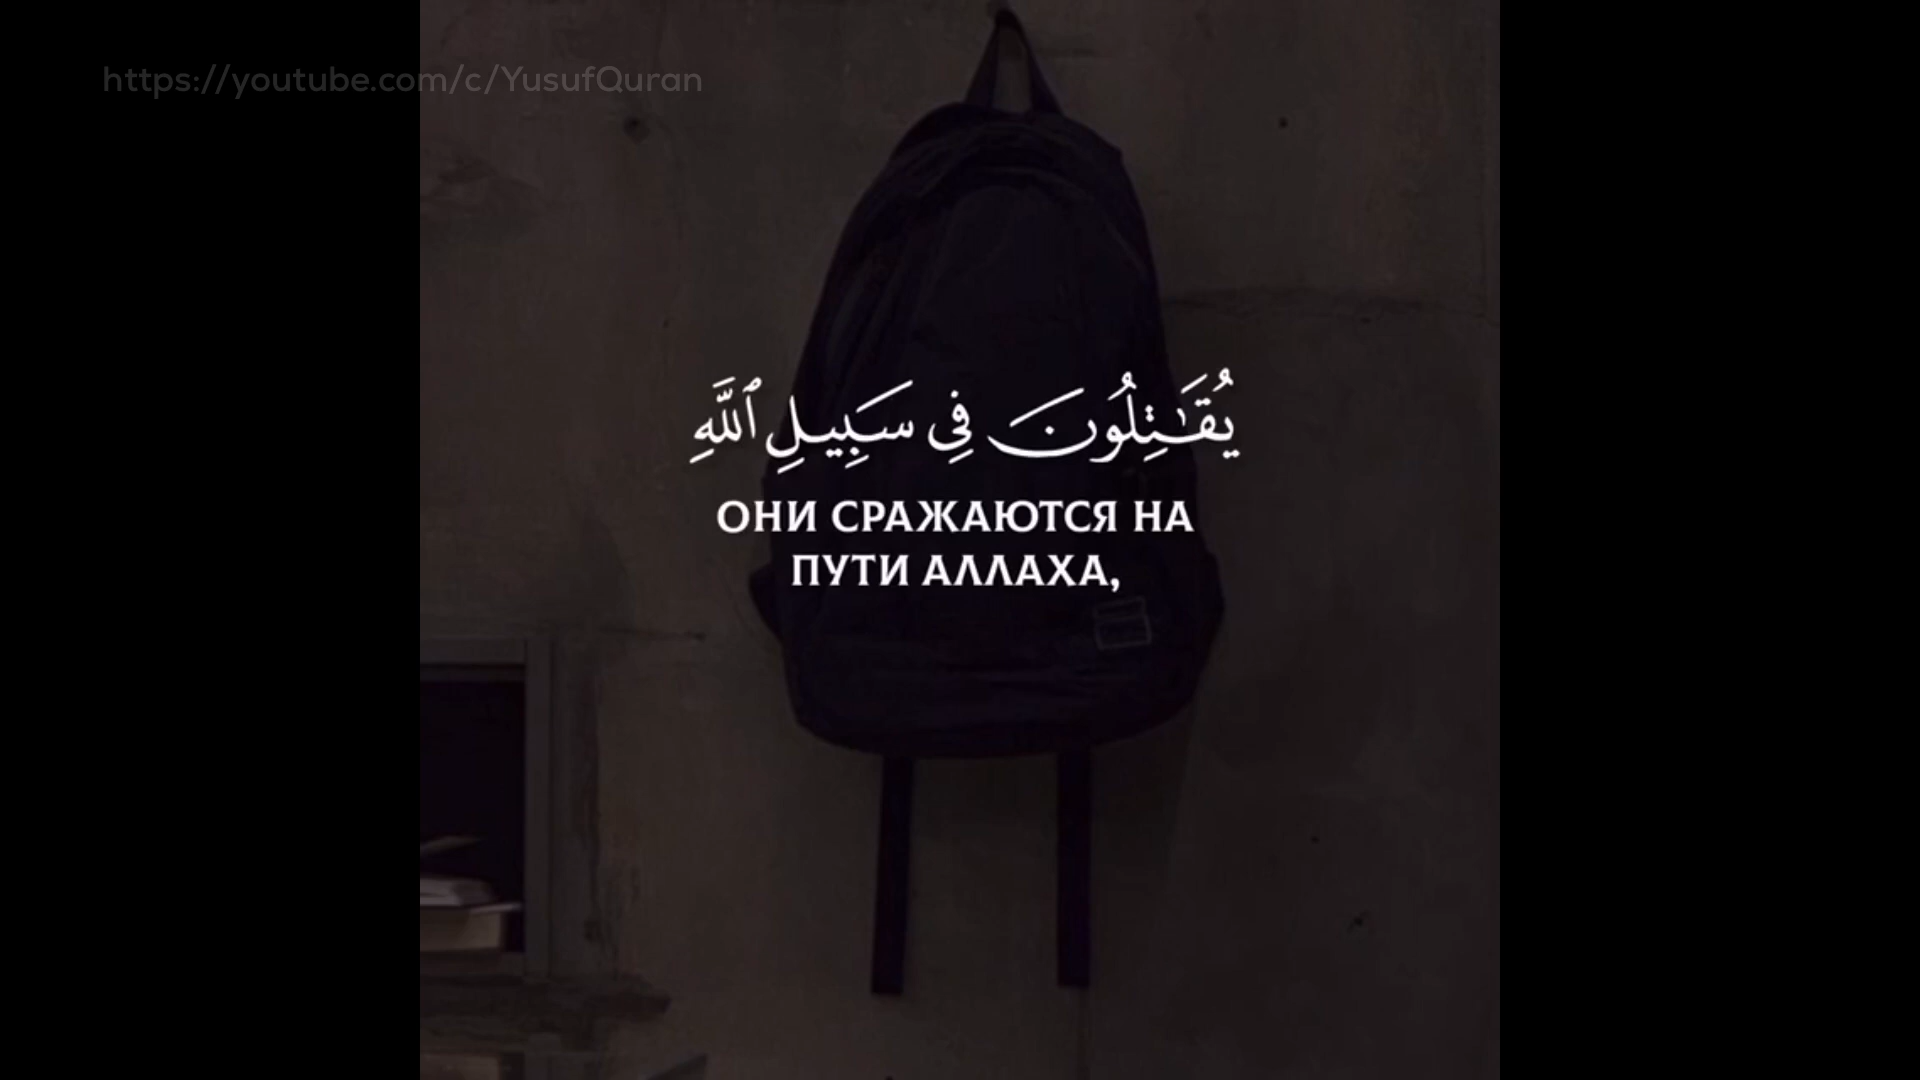 https://youtube.com/c/YusufQuran
يُقَـٰتِلُونَ فِى سَبِيلِ ٱللَّهِ
ОНИ СРАЖАЮТСЯ НА
ПУТИ АЛЛАХА,